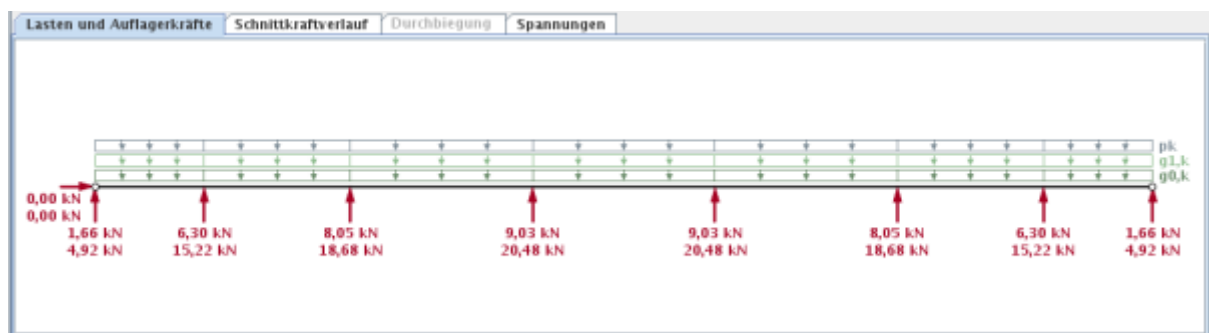 Lasten und Auflagerkräfte Schnittkraftverlauf Durchbiegung Spannungen
pk
g1,k
g0,k
0,00 kN
0,00 kN
1,66 kN 6,30 kN 8,05 kN 9,03 kN 9,03 kN 8,05 kN 6,30 kN 1,66 kN
4,92 kN 15,22 kN 18,68 kN 20,48 kN 20,48 kN 18,68 kN 15,22 kN 4,92 kN